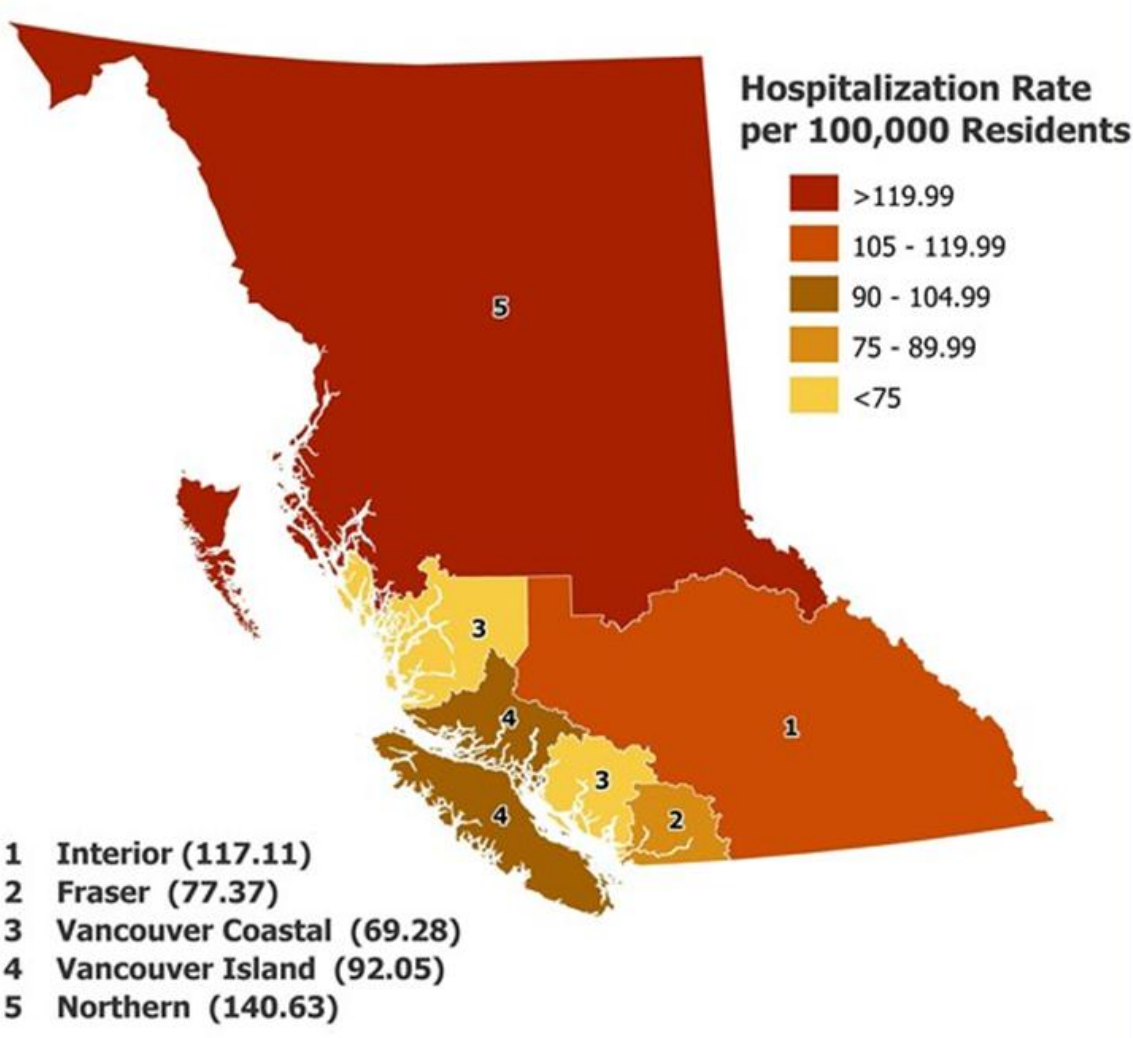 Hospitalization Rate
per 100,000 Residents
>119.99
105 - 119.99
90 - 104.99
75 - 89.99
<75
5
3
4
1
3
4
2
1 Interior (117.11)
2 Fraser (77.37)
3 Vancouver Coastal (69.28)
4 Vancouver Island (92.05)
5 Northern (140.63)